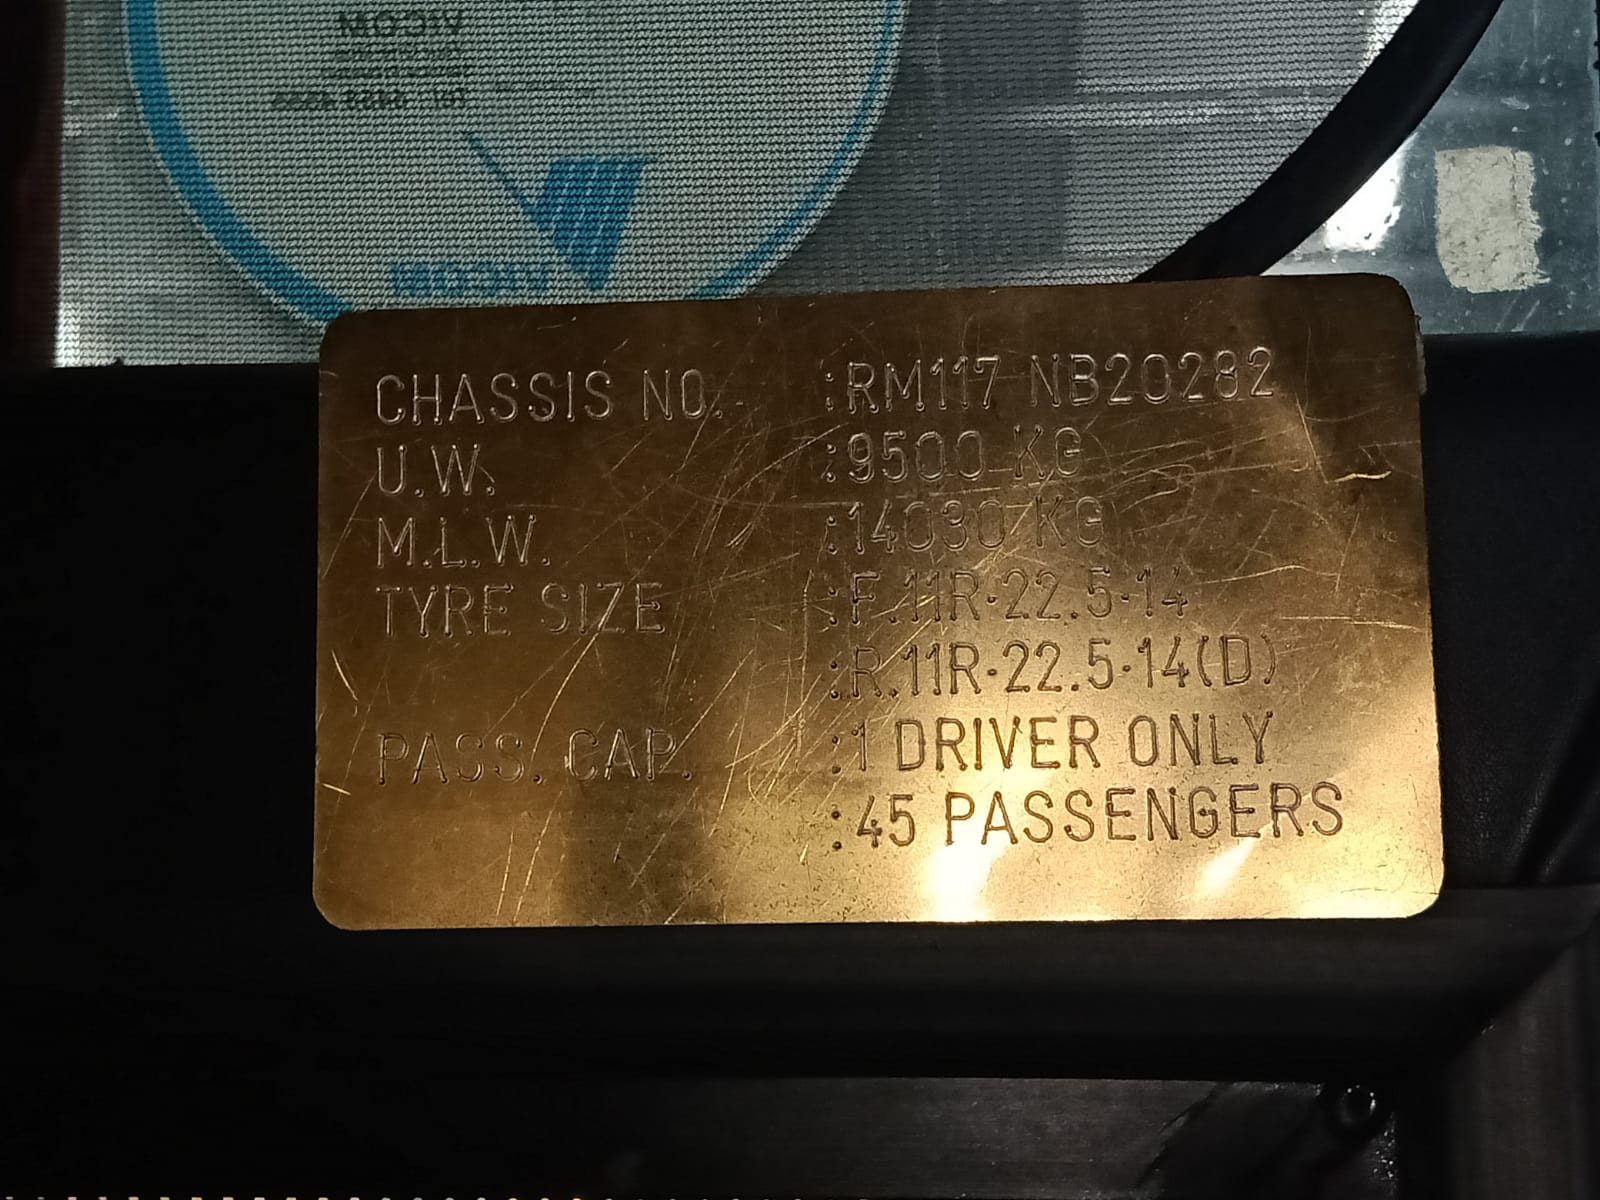 CHASSIS NO. :RM117 NB20282
U.W. :9500 KG
M.L.W. :14030 KG
TYRE SIZE :F.11R·22.5·14
:R.11R·22.5·14(D)
PASS. CAP. :1 DRIVER ONLY
:45 PASSENGERS